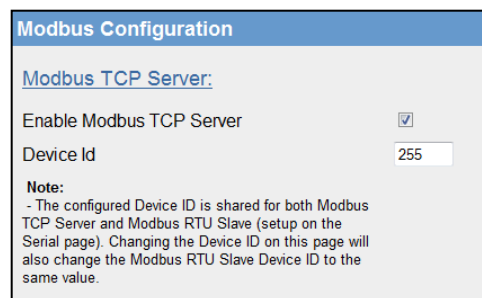 Modbus Configuration
Modbus TCP Server:
Enable Modbus TCP Server
Device Id 255
Note:
- The configured Device ID is shared for both Modbus
TCP Server and Modbus RTU Slave (setup on the
Serial page). Changing the Device ID on this page will
also change the Modbus RTU Slave Device ID to the
same value.